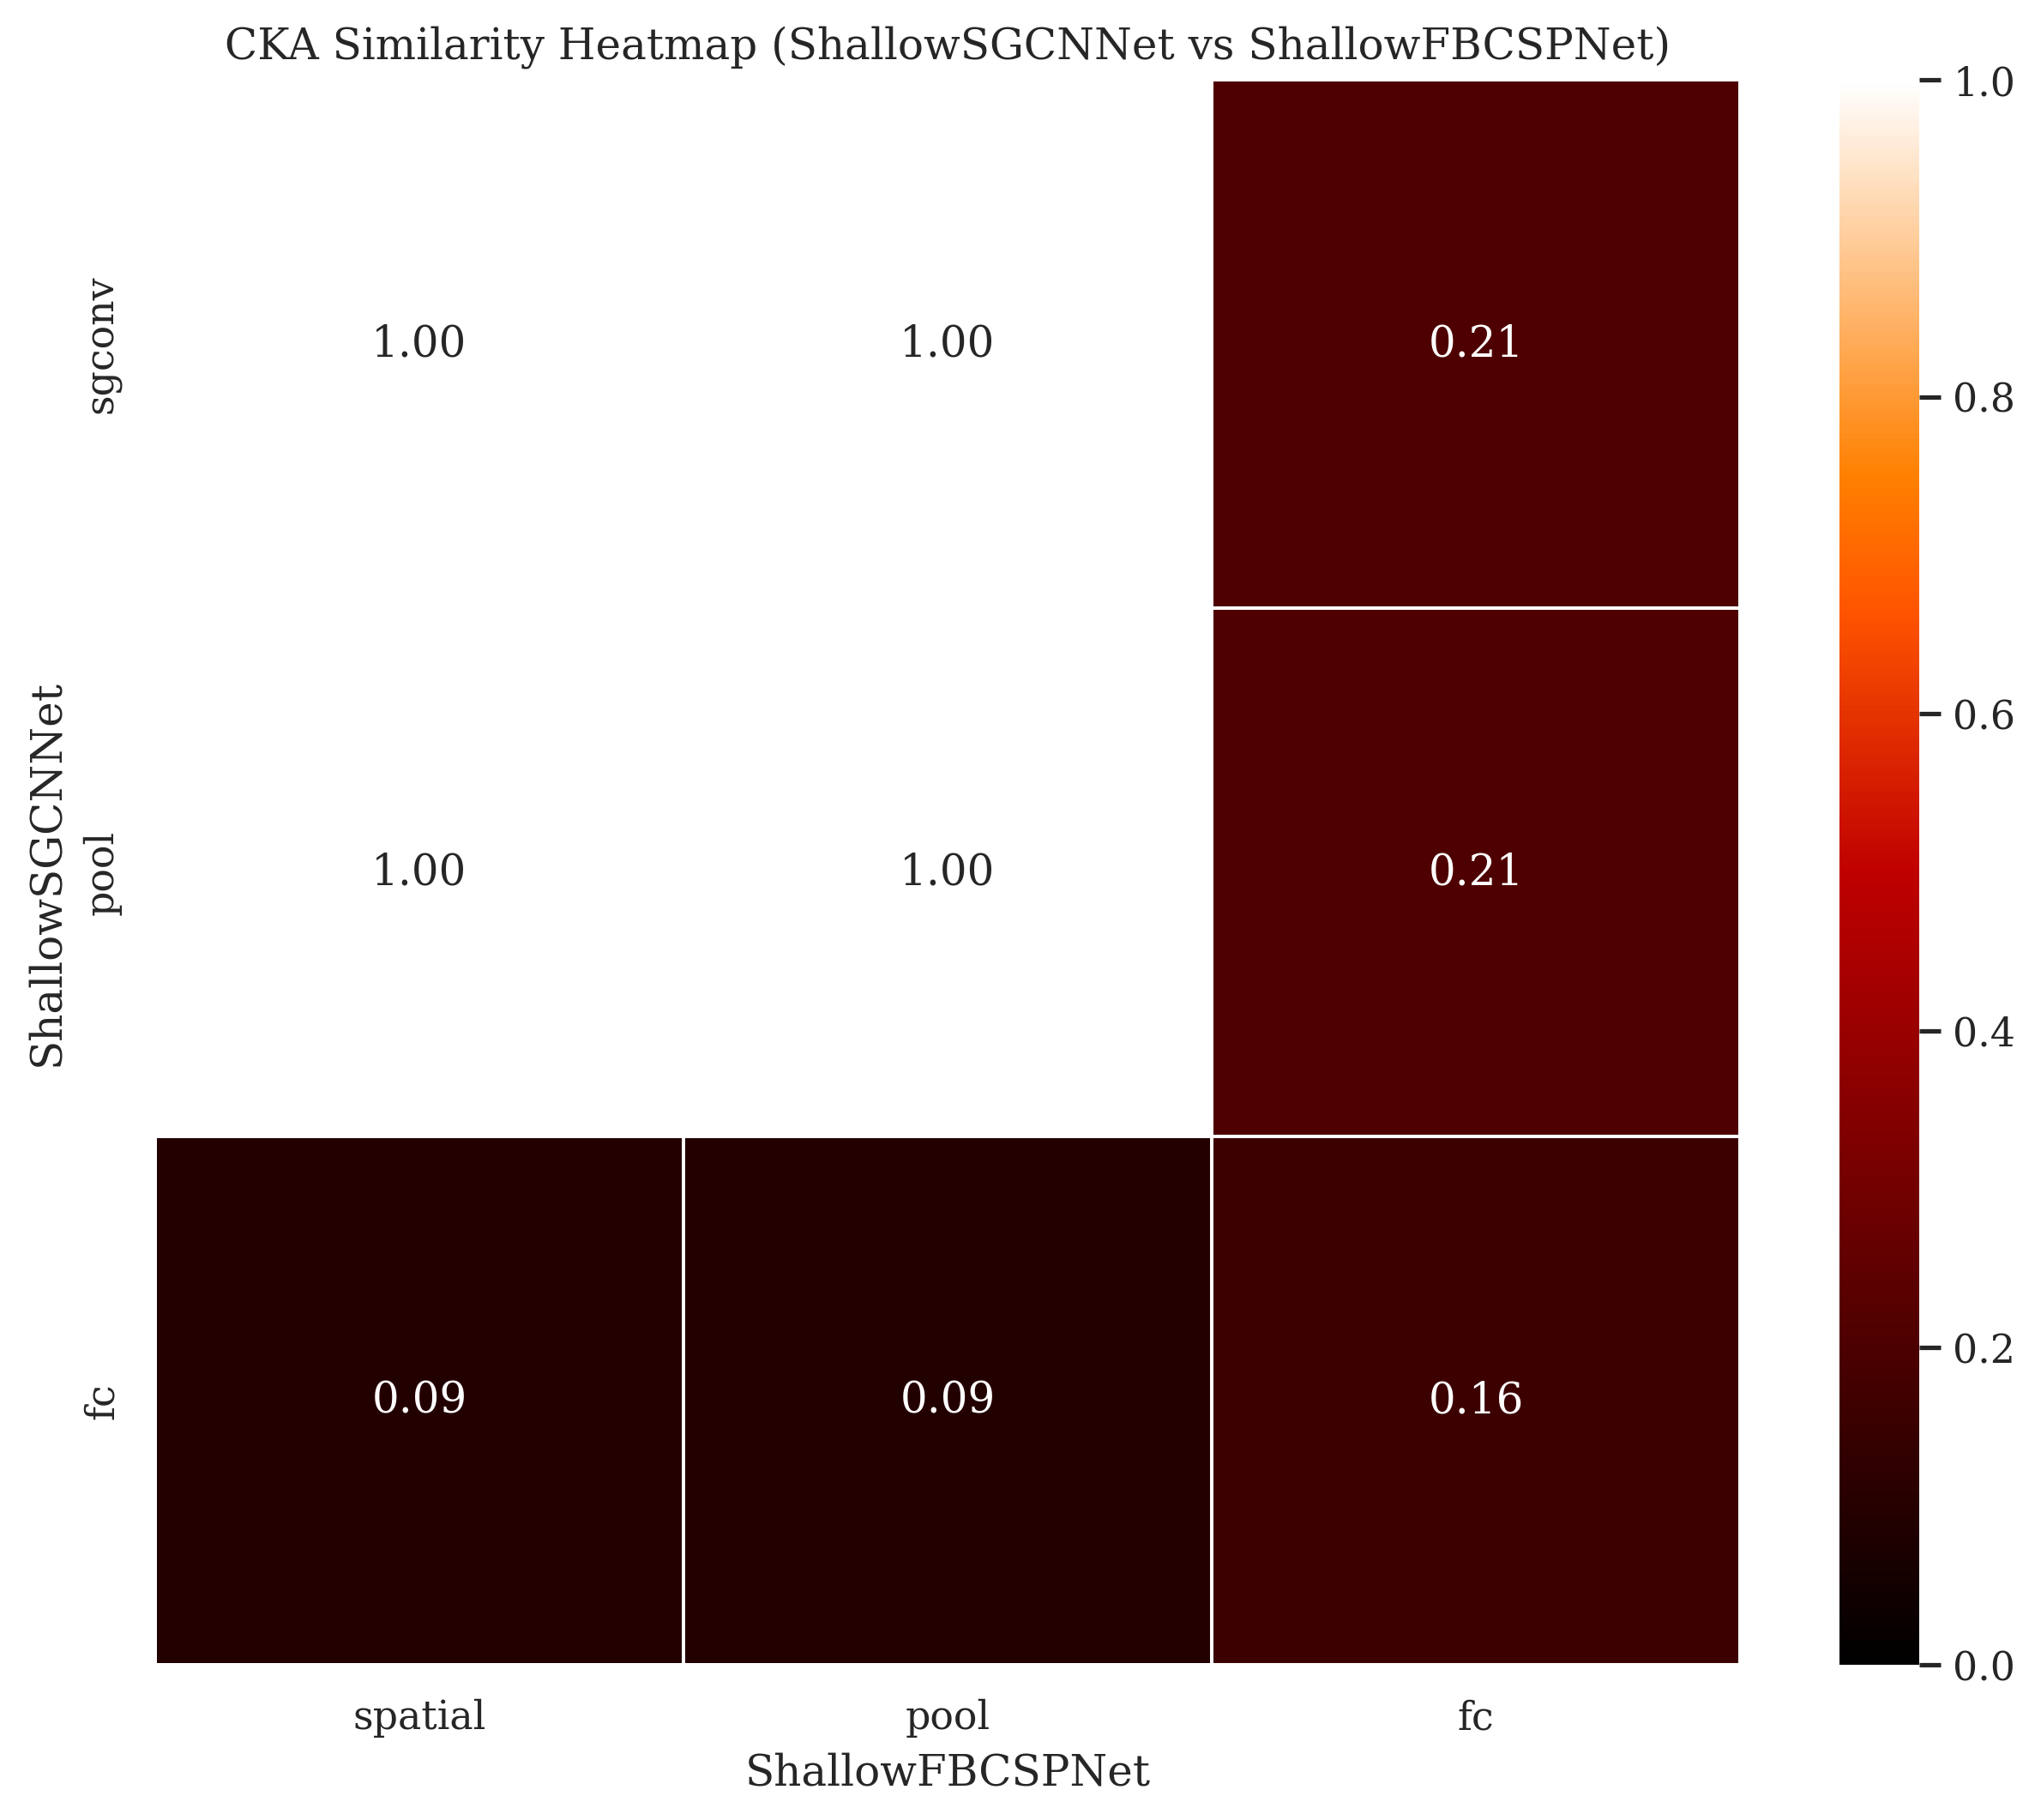 CKA Similarity Heatmap (ShallowSGCNNet vs ShallowFBCSPNet)
ShallowSGCNNet
sgconv
1.00 1.00 0.21
pool
1.00 1.00 0.21
fc
0.09 0.09 0.16
spatial pool fc
ShallowFBCSPNet
1.0
0.8
0.6
0.4
0.2
0.0